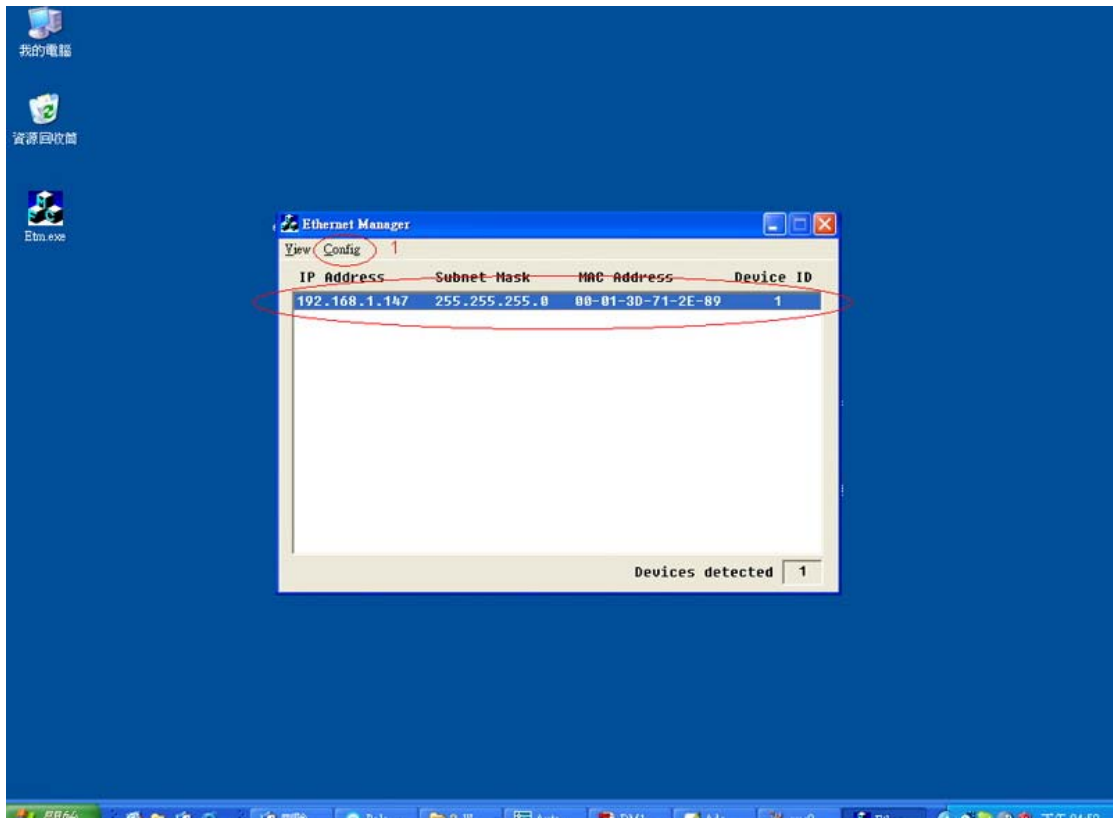 我的電腦
資源回收筒
Etm.exe
Ethernet Manager
View Config 1
IP Address Subnet Mask MAC Address Device ID
192.168.1.147 255.255.255.0 00-01-3D-71-2E-89 1
Devices detected 1